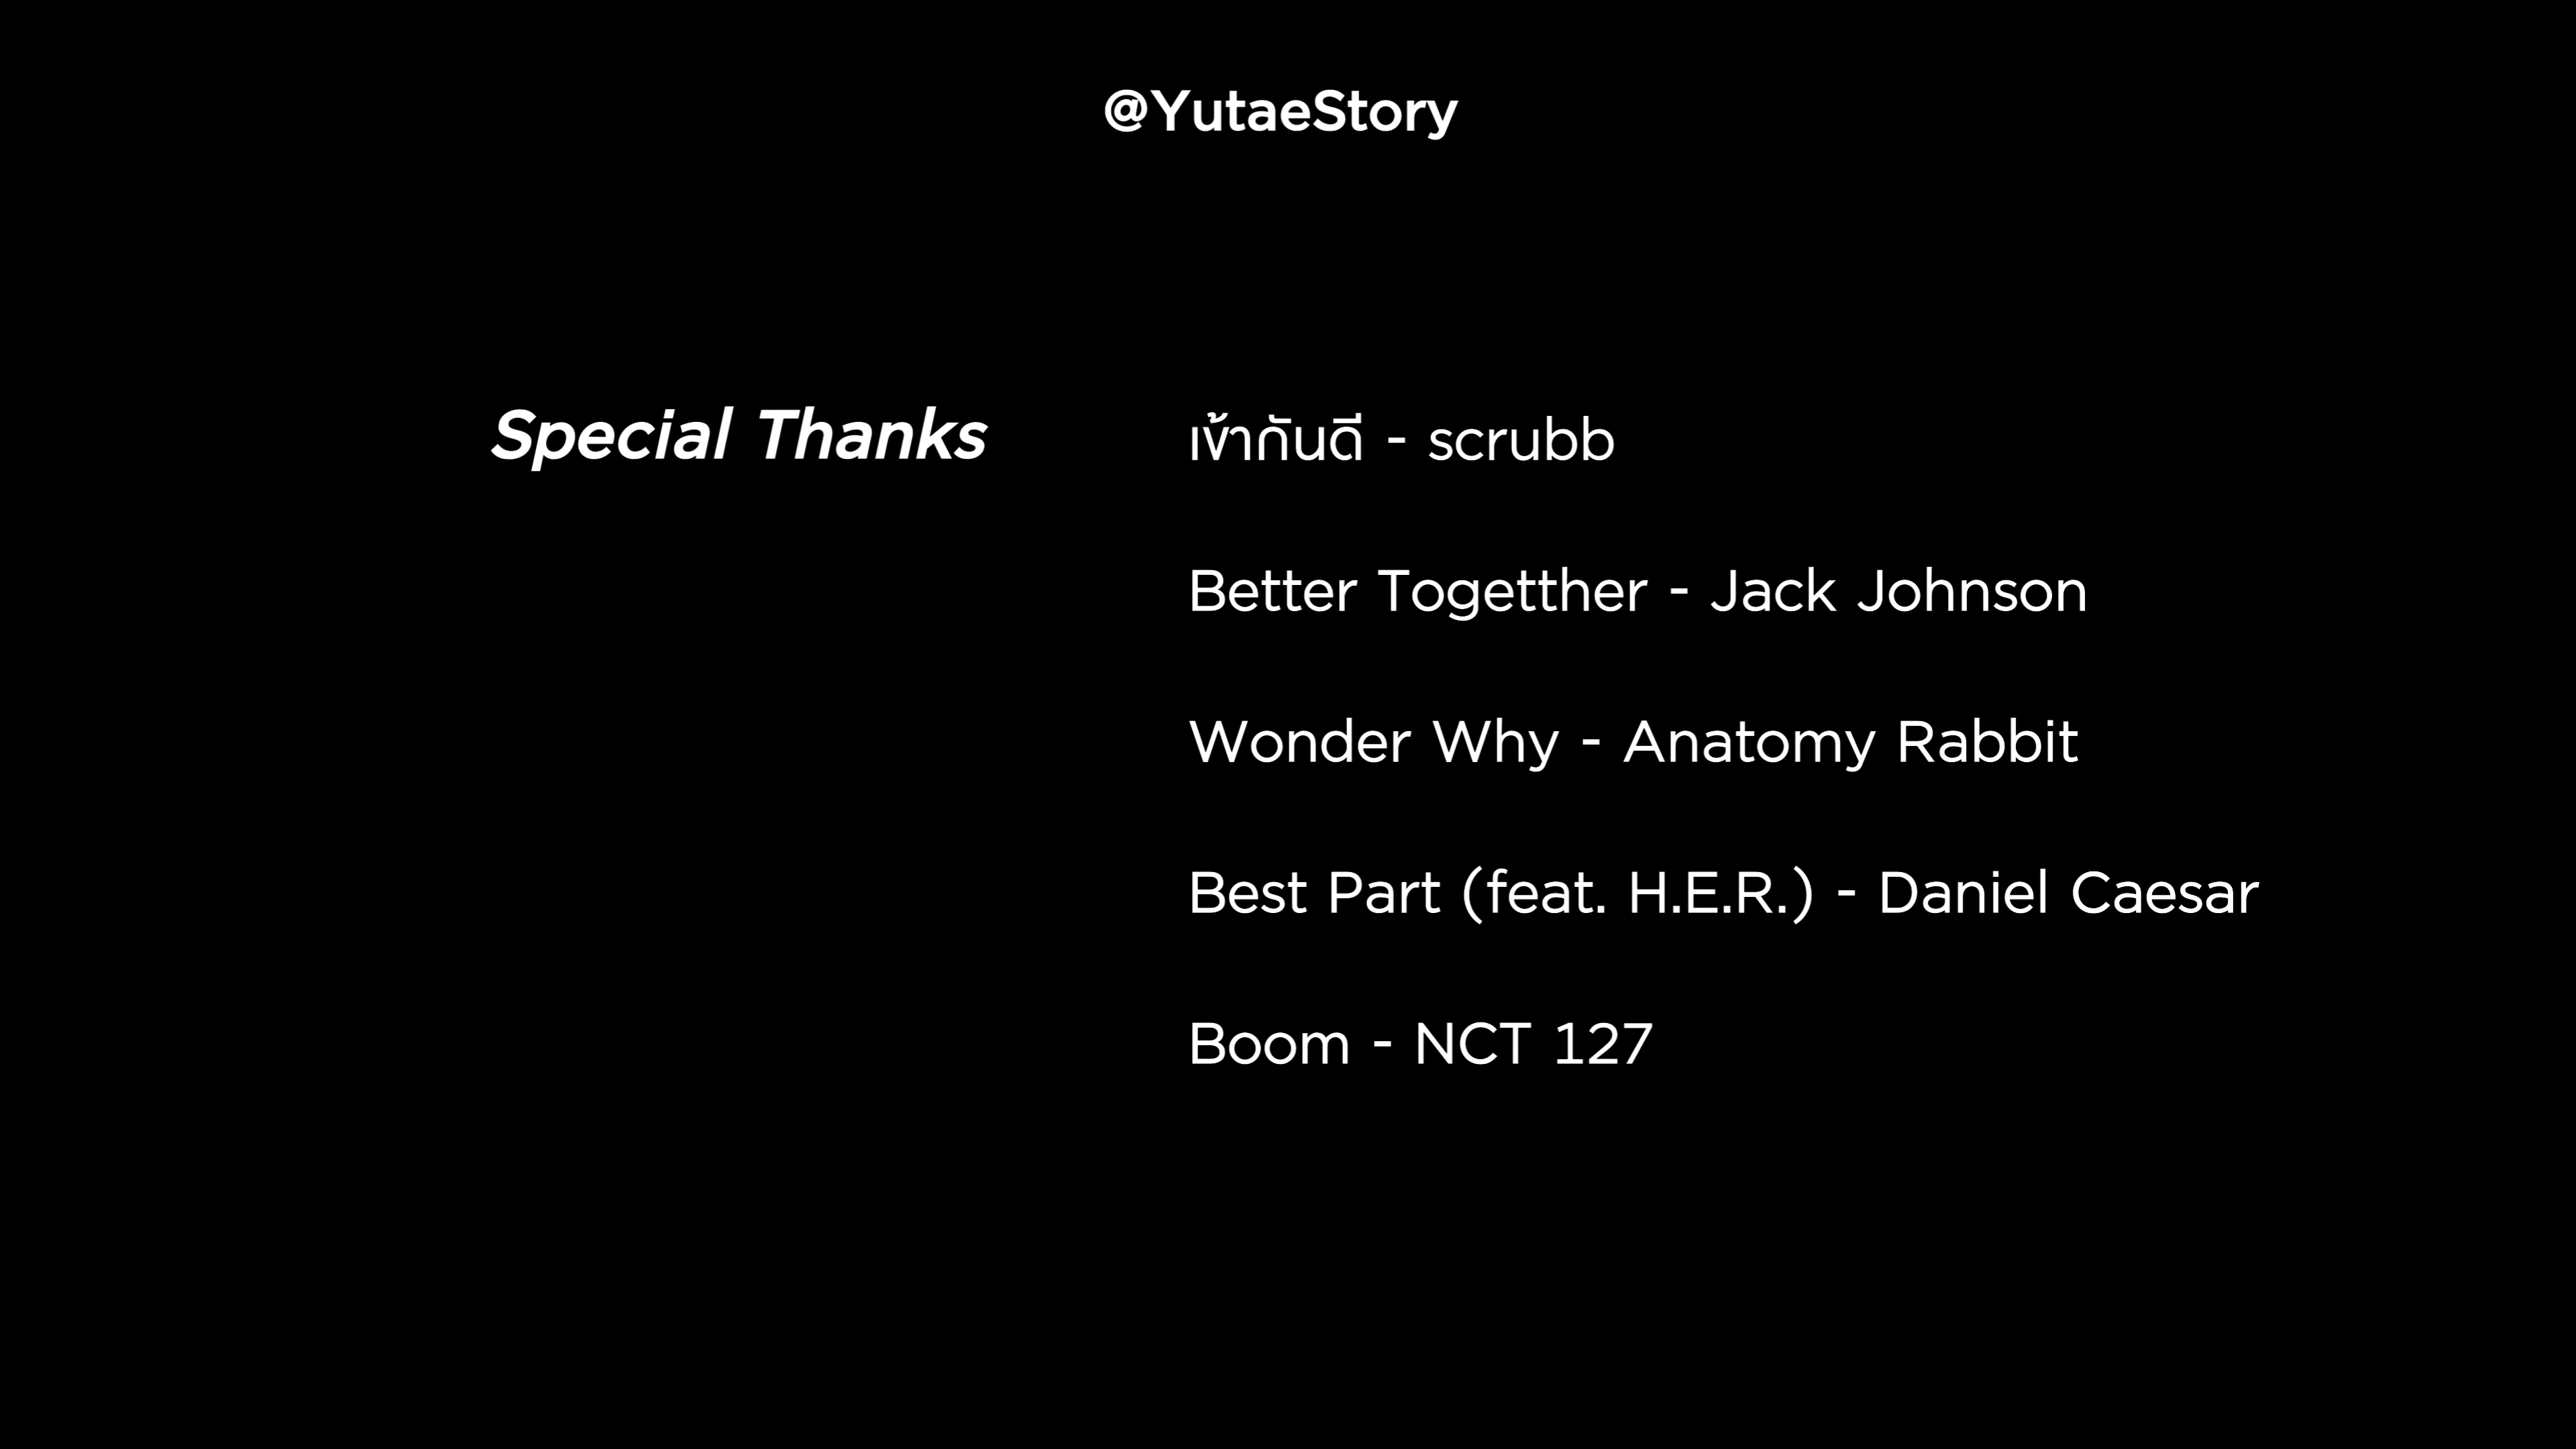 @YutaeStory
Special Thanks
เข้ากันดี - scrubb
Better Togetther - Jack Johnson
Wonder Why - Anatomy Rabbit
Best Part (feat. H.E.R.) - Daniel Caesar
Boom - NCT 127